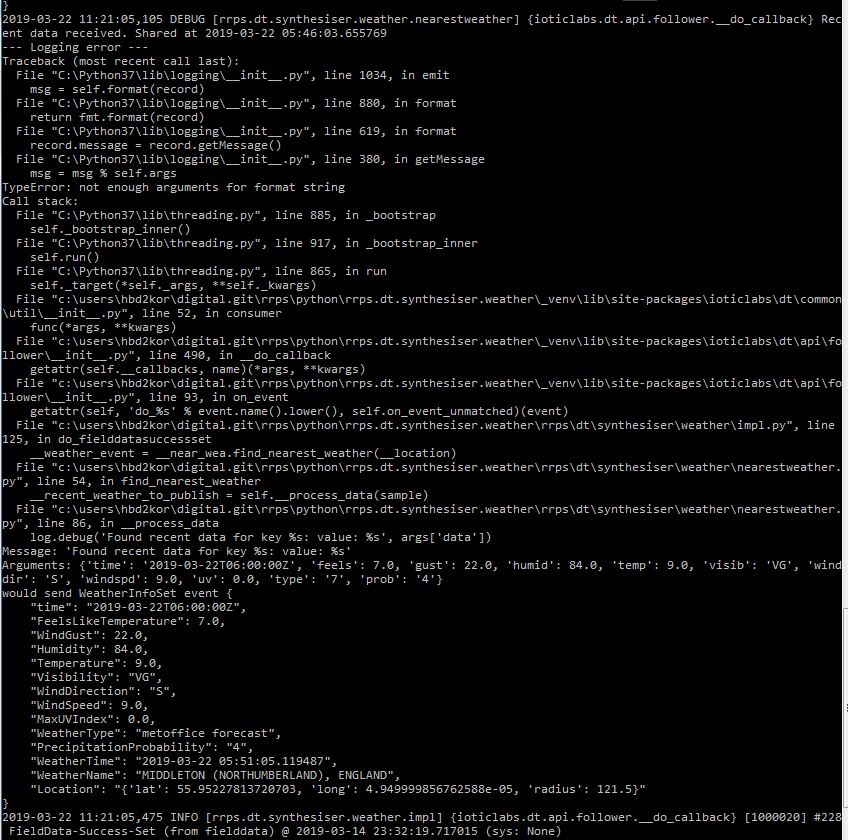 }
2019-03-22 11:21:05,105 DEBUG [rrps.dt.synthesiser.weather.nearestweather] {ioticlabs.dt.api.follower.__do_callback} Rec
ent data received. Shared at 2019-03-22 05:46:03.655769
--- Logging error ---
Traceback (most recent call last):
  File "C:\Python37\lib\logging\__init__.py", line 1034, in emit
    msg = self.format(record)
  File "C:\Python37\lib\logging\__init__.py", line 880, in format
    return fmt.format(record)
  File "C:\Python37\lib\logging\__init__.py", line 619, in format
    record.message = record.getMessage()
  File "C:\Python37\lib\logging\__init__.py", line 380, in getMessage
    msg = msg % self.args
TypeError: not enough arguments for format string
Call stack:
  File "C:\Python37\lib\threading.py", line 885, in _bootstrap
    self._bootstrap_inner()
  File "C:\Python37\lib\threading.py", line 917, in _bootstrap_inner
    self.run()
  File "C:\Python37\lib\threading.py", line 865, in run
    self._target(*self._args, **self._kwargs)
  File "c:\users\hbd2kor\digital.git\rrps\python\rrps.dt.synthesiser.weather\_venv\lib\site-packages\ioticlabs\dt\common
\util\__init__.py", line 52, in consumer
    func(*args, **kwargs)
  File "c:\users\hbd2kor\digital.git\rrps\python\rrps.dt.synthesiser.weather\_venv\lib\site-packages\ioticlabs\dt\api\fo
llower\__init__.py", line 490, in __do_callback
    getattr(self.__callbacks, name)(*args, **kwargs)
  File "c:\users\hbd2kor\digital.git\rrps\python\rrps.dt.synthesiser.weather\_venv\lib\site-packages\ioticlabs\dt\api\fo
llower\__init__.py", line 93, in on_event
    getattr(self, 'do_%s' % event.name().lower(), self.on_event_unmatched)(event)
  File "c:\users\hbd2kor\digital.git\rrps\python\rrps.dt.synthesiser.weather\rrps\dt\synthesiser\weather\impl.py", line
125, in do_fielddatasuccessset
    __weather_event = __near_wea.find_nearest_weather(__location)
  File "c:\users\hbd2kor\digital.git\rrps\python\rrps.dt.synthesiser.weather\rrps\dt\synthesiser\weather\nearestweather.
py", line 54, in find_nearest_weather
    __recent_weather_to_publish = self.__process_data(sample)
  File "c:\users\hbd2kor\digital.git\rrps\python\rrps.dt.synthesiser.weather\rrps\dt\synthesiser\weather\nearestweather.
py", line 86, in __process_data
    log.debug('Found recent data for key %s: value: %s', args['data'])
Message: 'Found recent data for key %s: value: %s'
Arguments: {'time': '2019-03-22T06:00:00Z', 'feels': 7.0, 'gust': 22.0, 'humid': 84.0, 'temp': 9.0, 'visib': 'VG', 'wind
dir': 'S', 'windspd': 9.0, 'uv': 0.0, 'type': '7', 'prob': '4'}
would send WeatherInfoSet event {
    "time": "2019-03-22T06:00:00Z",
    "FeelsLikeTemperature": 7.0,
    "WindGust": 22.0,
    "Humidity": 84.0,
    "Temperature": 9.0,
    "Visibility": "VG",
    "WindDirection": "S",
    "WindSpeed": 9.0,
    "MaxUVIndex": 0.0,
    "WeatherType": "metoffice forecast",
    "PrecipitationProbability": "4",
    "WeatherTime": "2019-03-22 05:51:05.119487",
    "WeatherName": "MIDDLETON (NORTHUMBERLAND), ENGLAND",
    "Location": "{'lat': 55.95227813720703, 'long': 4.949999856762588e-05, 'radius': 121.5}"
}
2019-03-22 11:21:05,475 INFO [rrps.dt.synthesiser.weather.impl] {ioticlabs.dt.api.follower.__do_callback} [1000020] #228
 FieldData-Success-Set (from fielddata) @ 2019-03-14 23:32:19.717015 (sys: None)